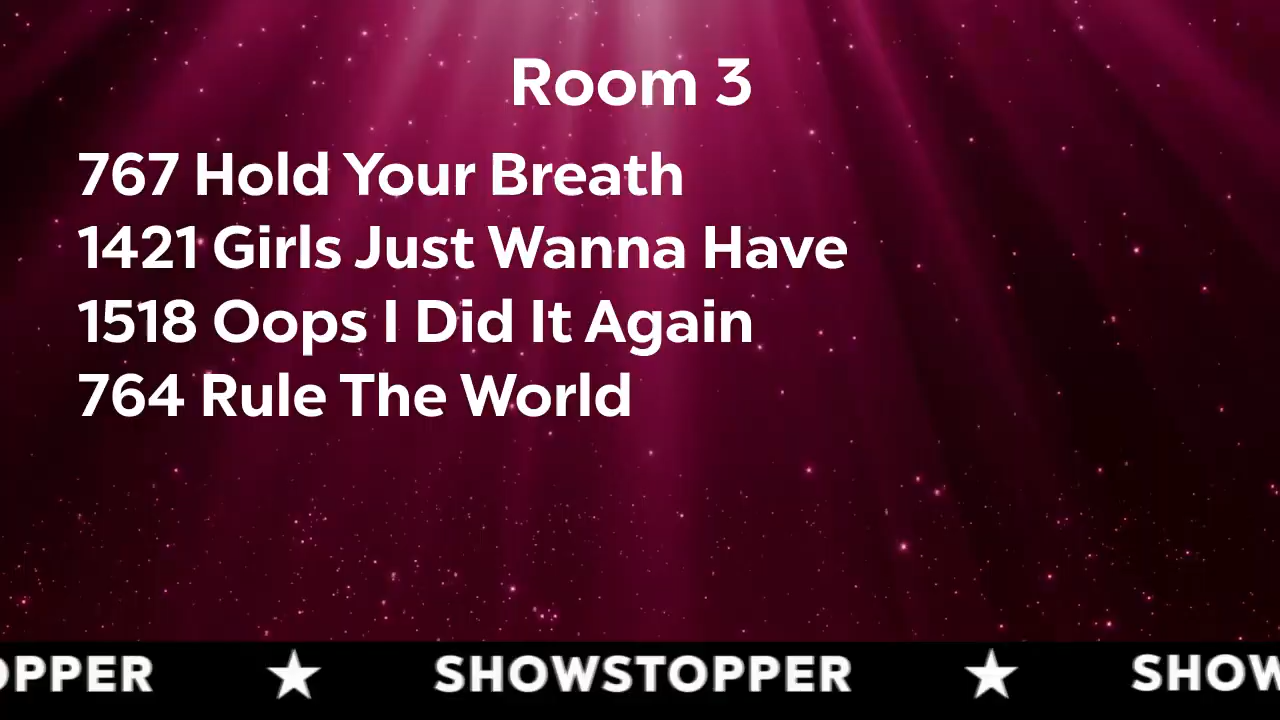 Room 3
767 Hold Your Breath
1421 Girls Just Wanna Have
1518 Oops I Did It Again
764 Rule The World
OPPER ★ SHOWSTOPPER ★ SHOW